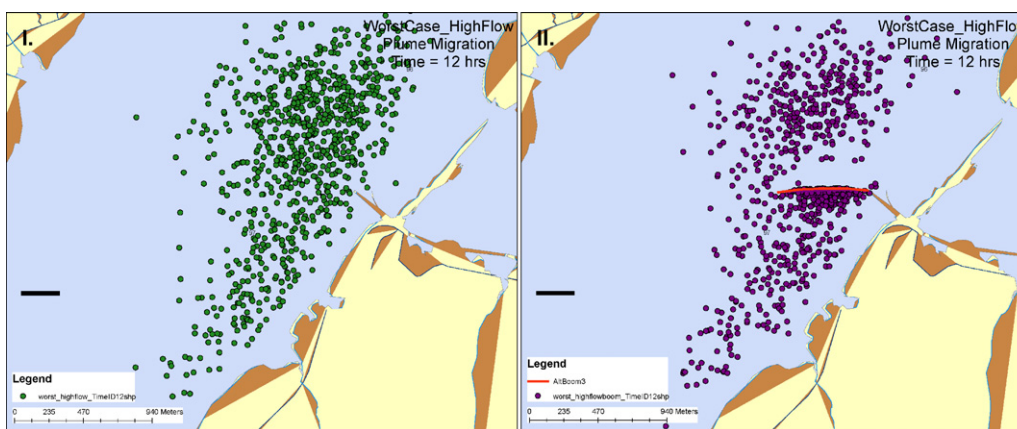 I.
WorstCase_HighFlow
Plume Migration
Time = 12 hrs
Legend
worst_highflow_TimeID12shp
0 235 470 940 Meters
II.
WorstCase_HighFlow
Plume Migration
Time = 12 hrs
Legend
AltBoom3
worst_highflowboom_TimeID12shp
0 235 470 940 Meters